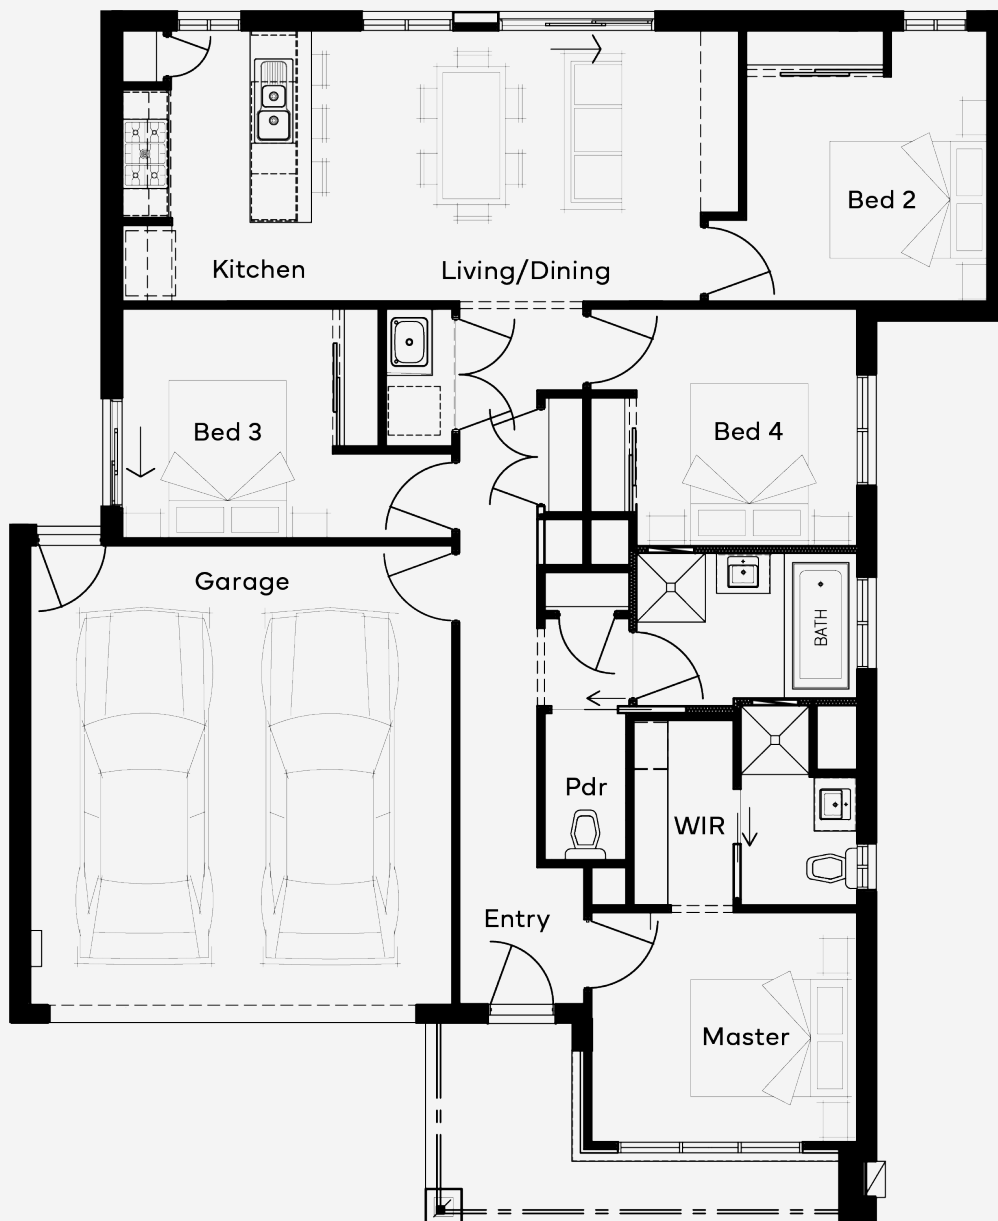 Bed 2
Kitchen
Living/Dining
Bed 3
Bed 4
Garage
BATH
Pdr
WIR
Entry
Master